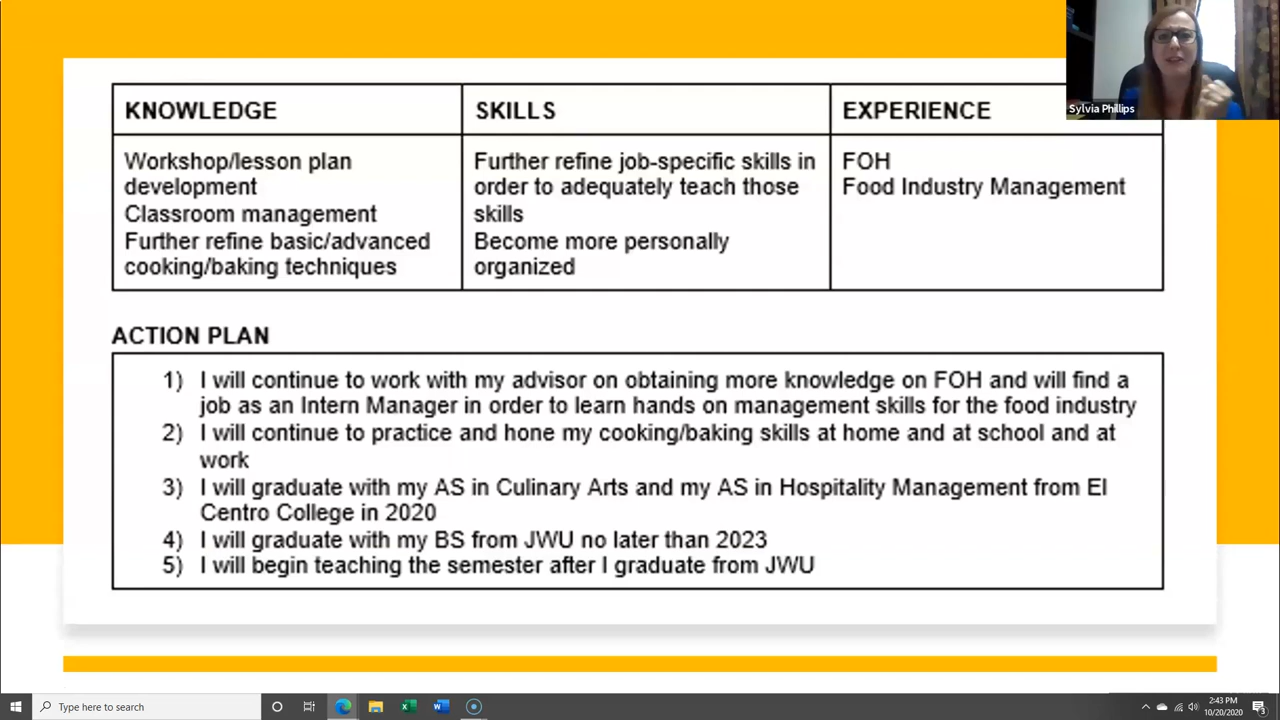 Sylvia Phillips
KNOWLEDGE
SKILLS
EXPERIENCE
Workshop/lesson plan
development
Classroom management
Further refine basic/advanced
cooking/baking techniques
Further refine job-specific skills in
order to adequately teach those
skills
Become more personally
organized
FOH
Food Industry Management
ACTION PLAN
1) I will continue to work with my advisor on obtaining more knowledge on FOH and will find a
job as an Intern Manager in order to learn hands on management skills for the food industry
2) I will continue to practice and hone my cooking/baking skills at home and at school and at
work
3) I will graduate with my AS in Culinary Arts and my AS in Hospitality Management from El
Centro College in 2020
4) I will graduate with my BS from JWU no later than 2023
5) I will begin teaching the semester after I graduate from JWU
Type here to search
2:43 PM
10/20/2020
3